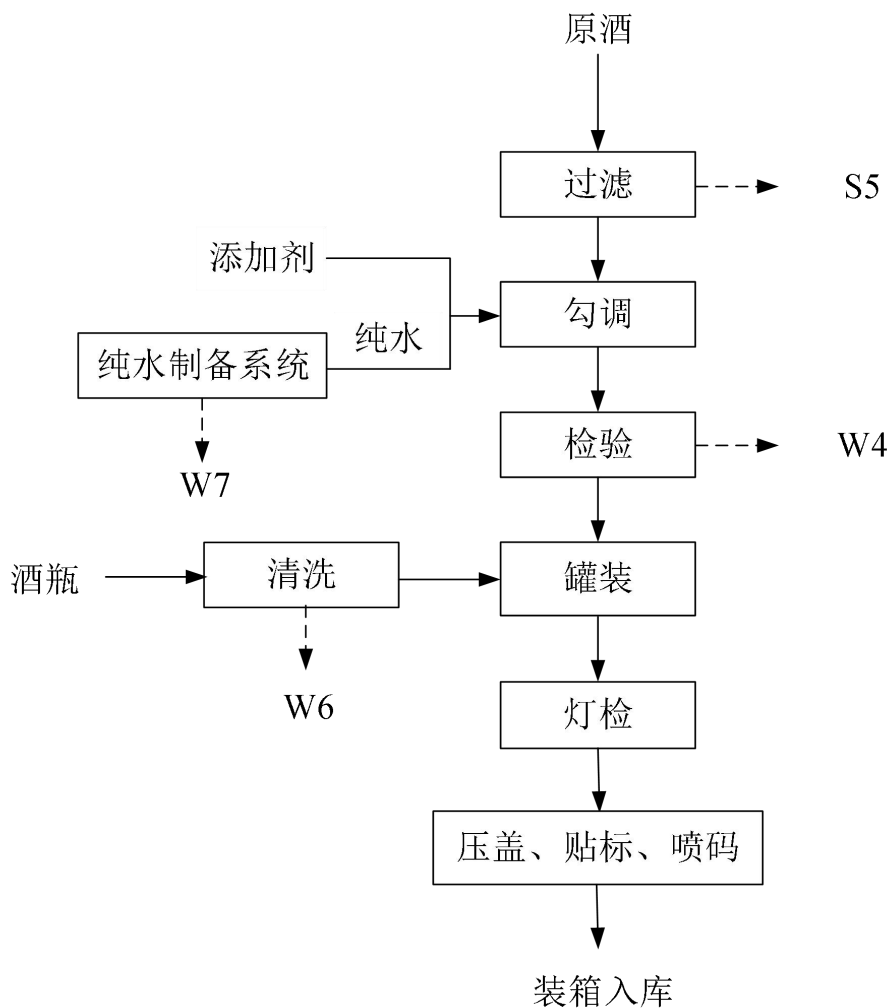 原酒
过滤
S5
添加剂
勾调
纯水
纯水制备系统
检验
W4
W7
酒瓶
清洗
罐装
W6
灯检
压盖、贴标、喷码
装箱入库